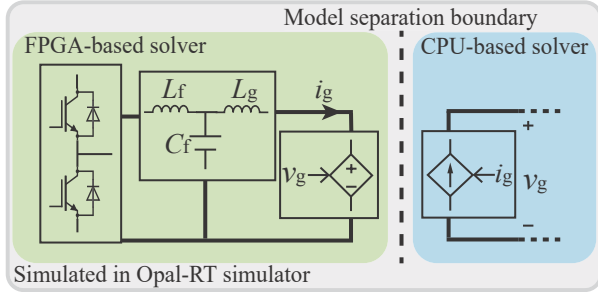 Model separation boundary
FPGA-based solver
CPU-based solver
Lf
Lg
ig
Cf
vg
+
−
ig
+
vg
−
Simulated in Opal-RT simulator